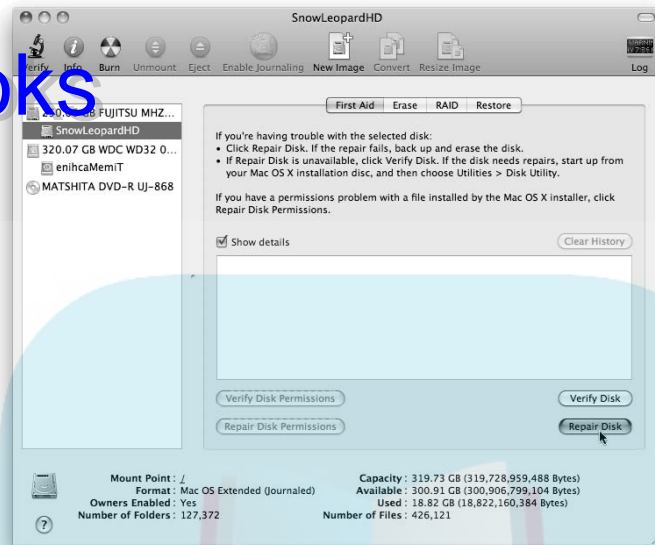 SnowLeopardHD
Verify Info Burn Unmount Eject Enable Journaling New Image Convert Resize Image Log
oks
FUJITSU MHZ...
SnowLeopardHD
320.07 GB WDC WD32 0...
enihcaMemiT
MATSHITA DVD-R UJ-868
First Aid Erase RAID Restore
If you're having trouble with the selected disk:
• Click Repair Disk. If the repair fails, back up and erase the disk.
• If Repair Disk is unavailable, click Verify Disk. If the disk needs repairs, start up from
your Mac OS X installation disc, and then choose Utilities > Disk Utility.
If you have a permissions problem with a file installed by the Mac OS X installer, click
Repair Disk Permissions.
Show details
Clear History
Verify Disk Permissions
Verify Disk
Repair Disk Permissions
Repair Disk
Mount Point : /
Format : Mac OS Extended (Journaled)
Owners Enabled : Yes
Number of Folders : 127,372
Capacity : 319.73 GB (319,728,959,488 Bytes)
Available : 300.91 GB (300,906,799,104 Bytes)
Used : 18.82 GB (18,822,160,384 Bytes)
Number of Files : 426,121
?